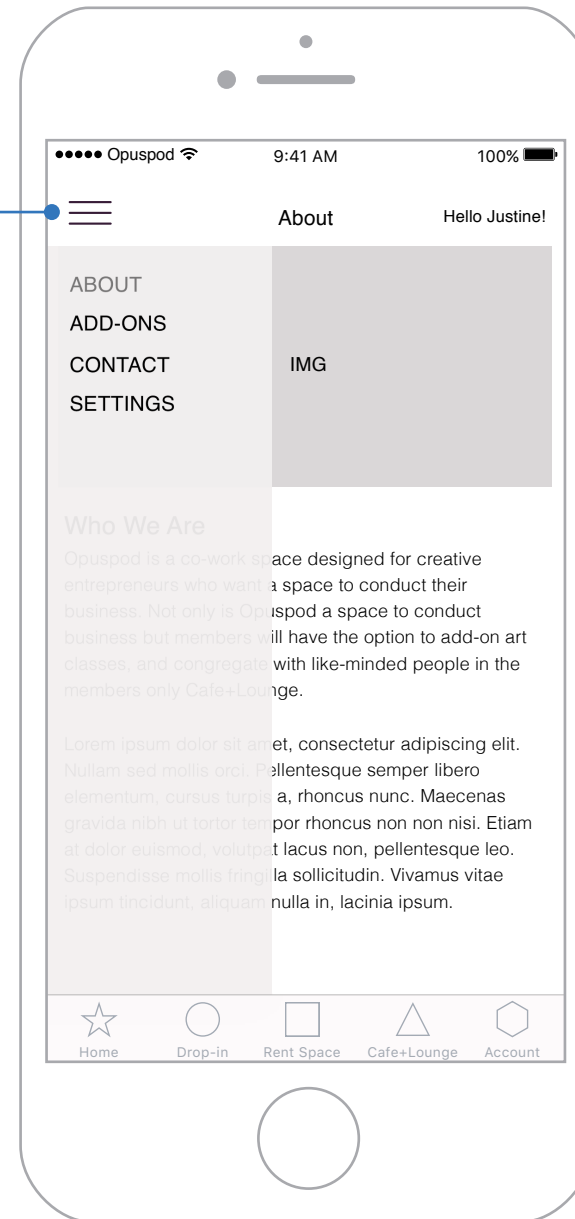 Opuspod
9:41 AM
100%
About
Hello Justine!
ABOUT
ADD-ONS
CONTACT
SETTINGS
IMG
Who We Are
Opuspod is a co-work space designed for creative
entrepreneurs who want a space to conduct their
business. Not only is Opuspod a space to conduct
business but members will have the option to add-on art
classes, and congregate with like-minded people in the
members only Cafe+Lounge.
Lorem ipsum dolor sit amet, consectetur adipiscing elit.
Nullam sed mollis orci. Pellentesque semper libero
elementum, cursus turpis a, rhoncus nunc. Maecenas
gravida nibh ut tortor tempor rhoncus non non nisi. Etiam
at dolor euismod, volutpat lacus non, pellentesque leo.
Suspendisse mollis fringilla sollicitudin. Vivamus vitae
ipsum tincidunt, aliquam nulla in, lacinia ipsum.
Home
Drop-in
Rent Space
Cafe+Lounge
Account